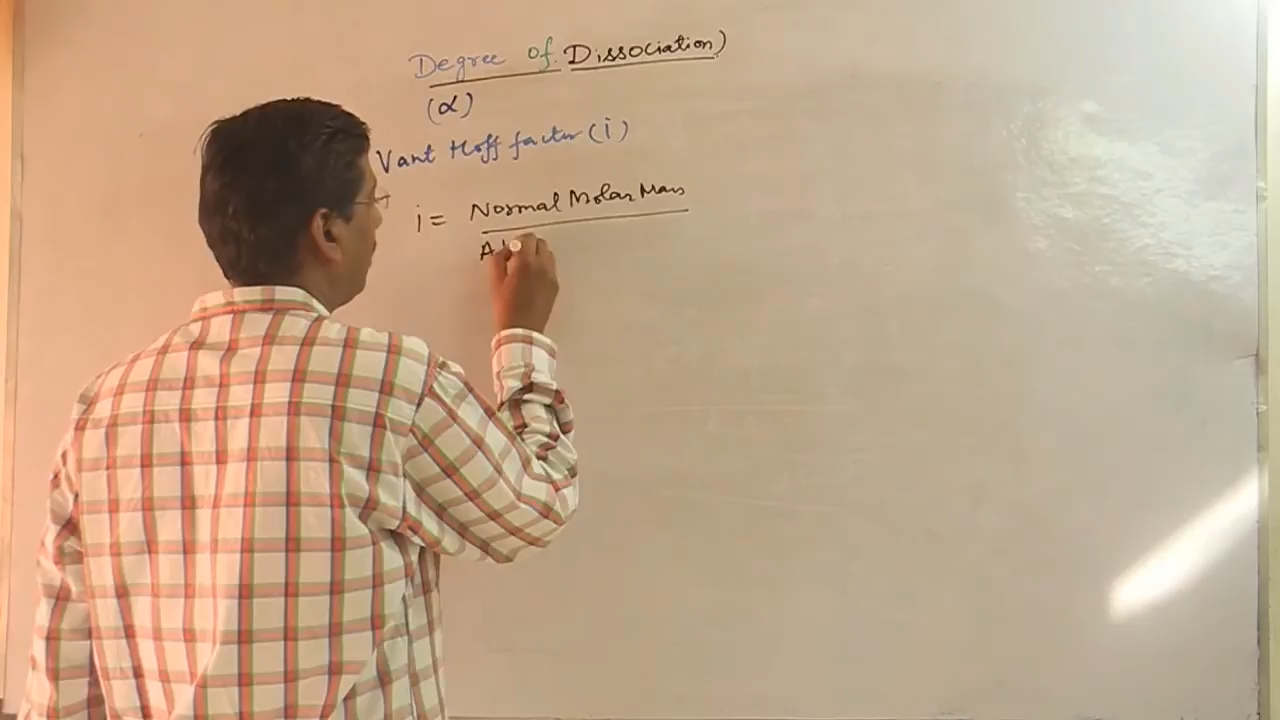 Degree of Dissociation)
(α)
Vant Hoff factor (i)
i = Normal Molar Mass